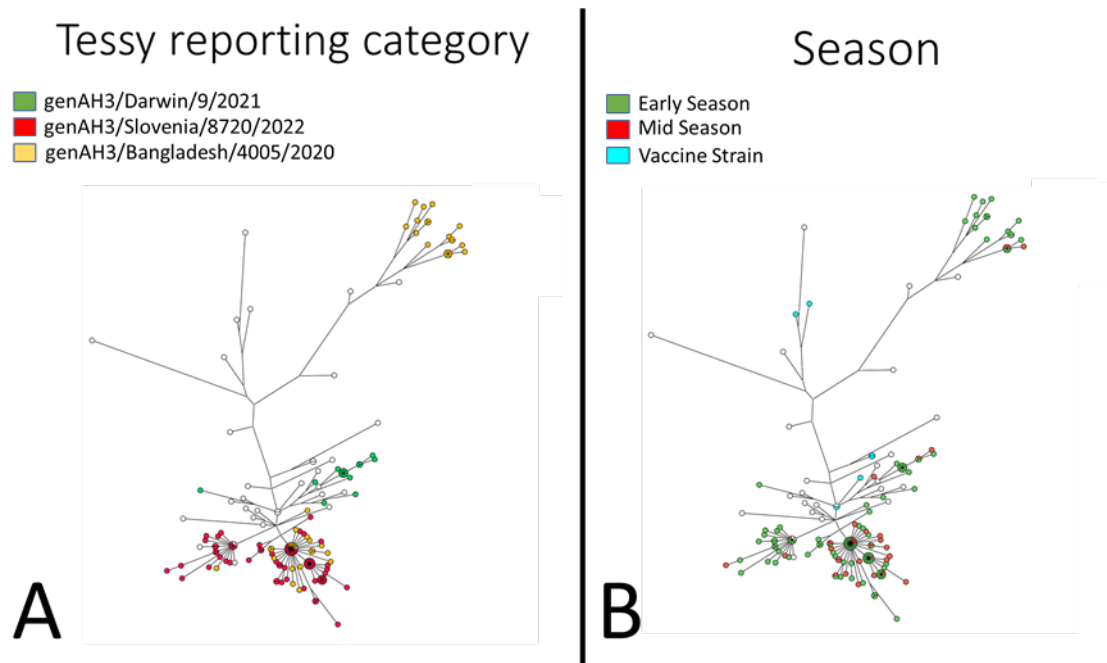 Tessy reporting category
genAH3/Darwin/9/2021
genAH3/Slovenia/8720/2022
genAH3/Bangladesh/4005/2020
A
Season
Early Season
Mid Season
Vaccine Strain
B